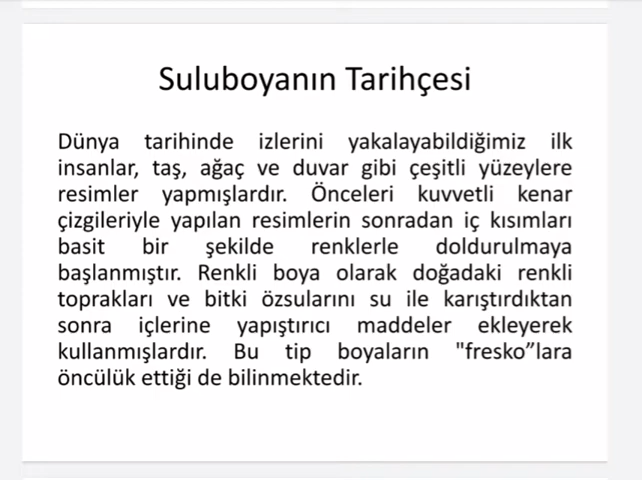 Suluboyanın Tarihçesi
Dünya tarihinde izlerini yakalayabildiğimiz ilk
insanlar, taş, ağaç ve duvar gibi çeşitli yüzeylere
resimler yapmışlardır. Önceleri kuvvetli kenar
çizgileriyle yapılan resimlerin sonradan iç kısımları
basit bir şekilde renklerle doldurulmaya
başlanmıştır. Renkli boya olarak doğadaki renkli
toprakları ve bitki özsularını su ile karıştırdıktan
sonra içlerine yapıştırıcı maddeler ekleyerek
kullanmışlardır. Bu tip boyaların "fresko”lara
öncülük ettiği de bilinmektedir.